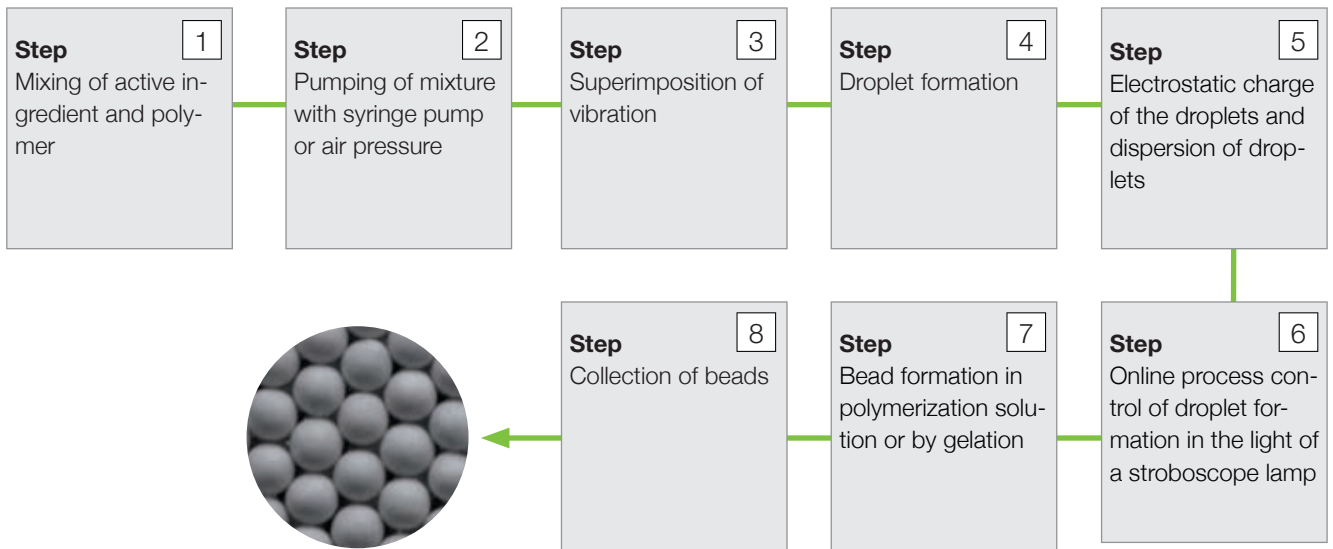 Step 1
Mixing of active in-
gredient and poly-
mer
Step 2
Pumping of mixture
with syringe pump
or air pressure
Step 3
Superimposition of
vibration
Step 4
Droplet formation
Step 5
Electrostatic charge
of the droplets and
dispersion of drop-
lets
Step 6
Online process con-
trol of droplet for-
mation in the light of
a stroboscope lamp
Step 7
Bead formation in
polymerization solu-
tion or by gelation
Step 8
Collection of beads